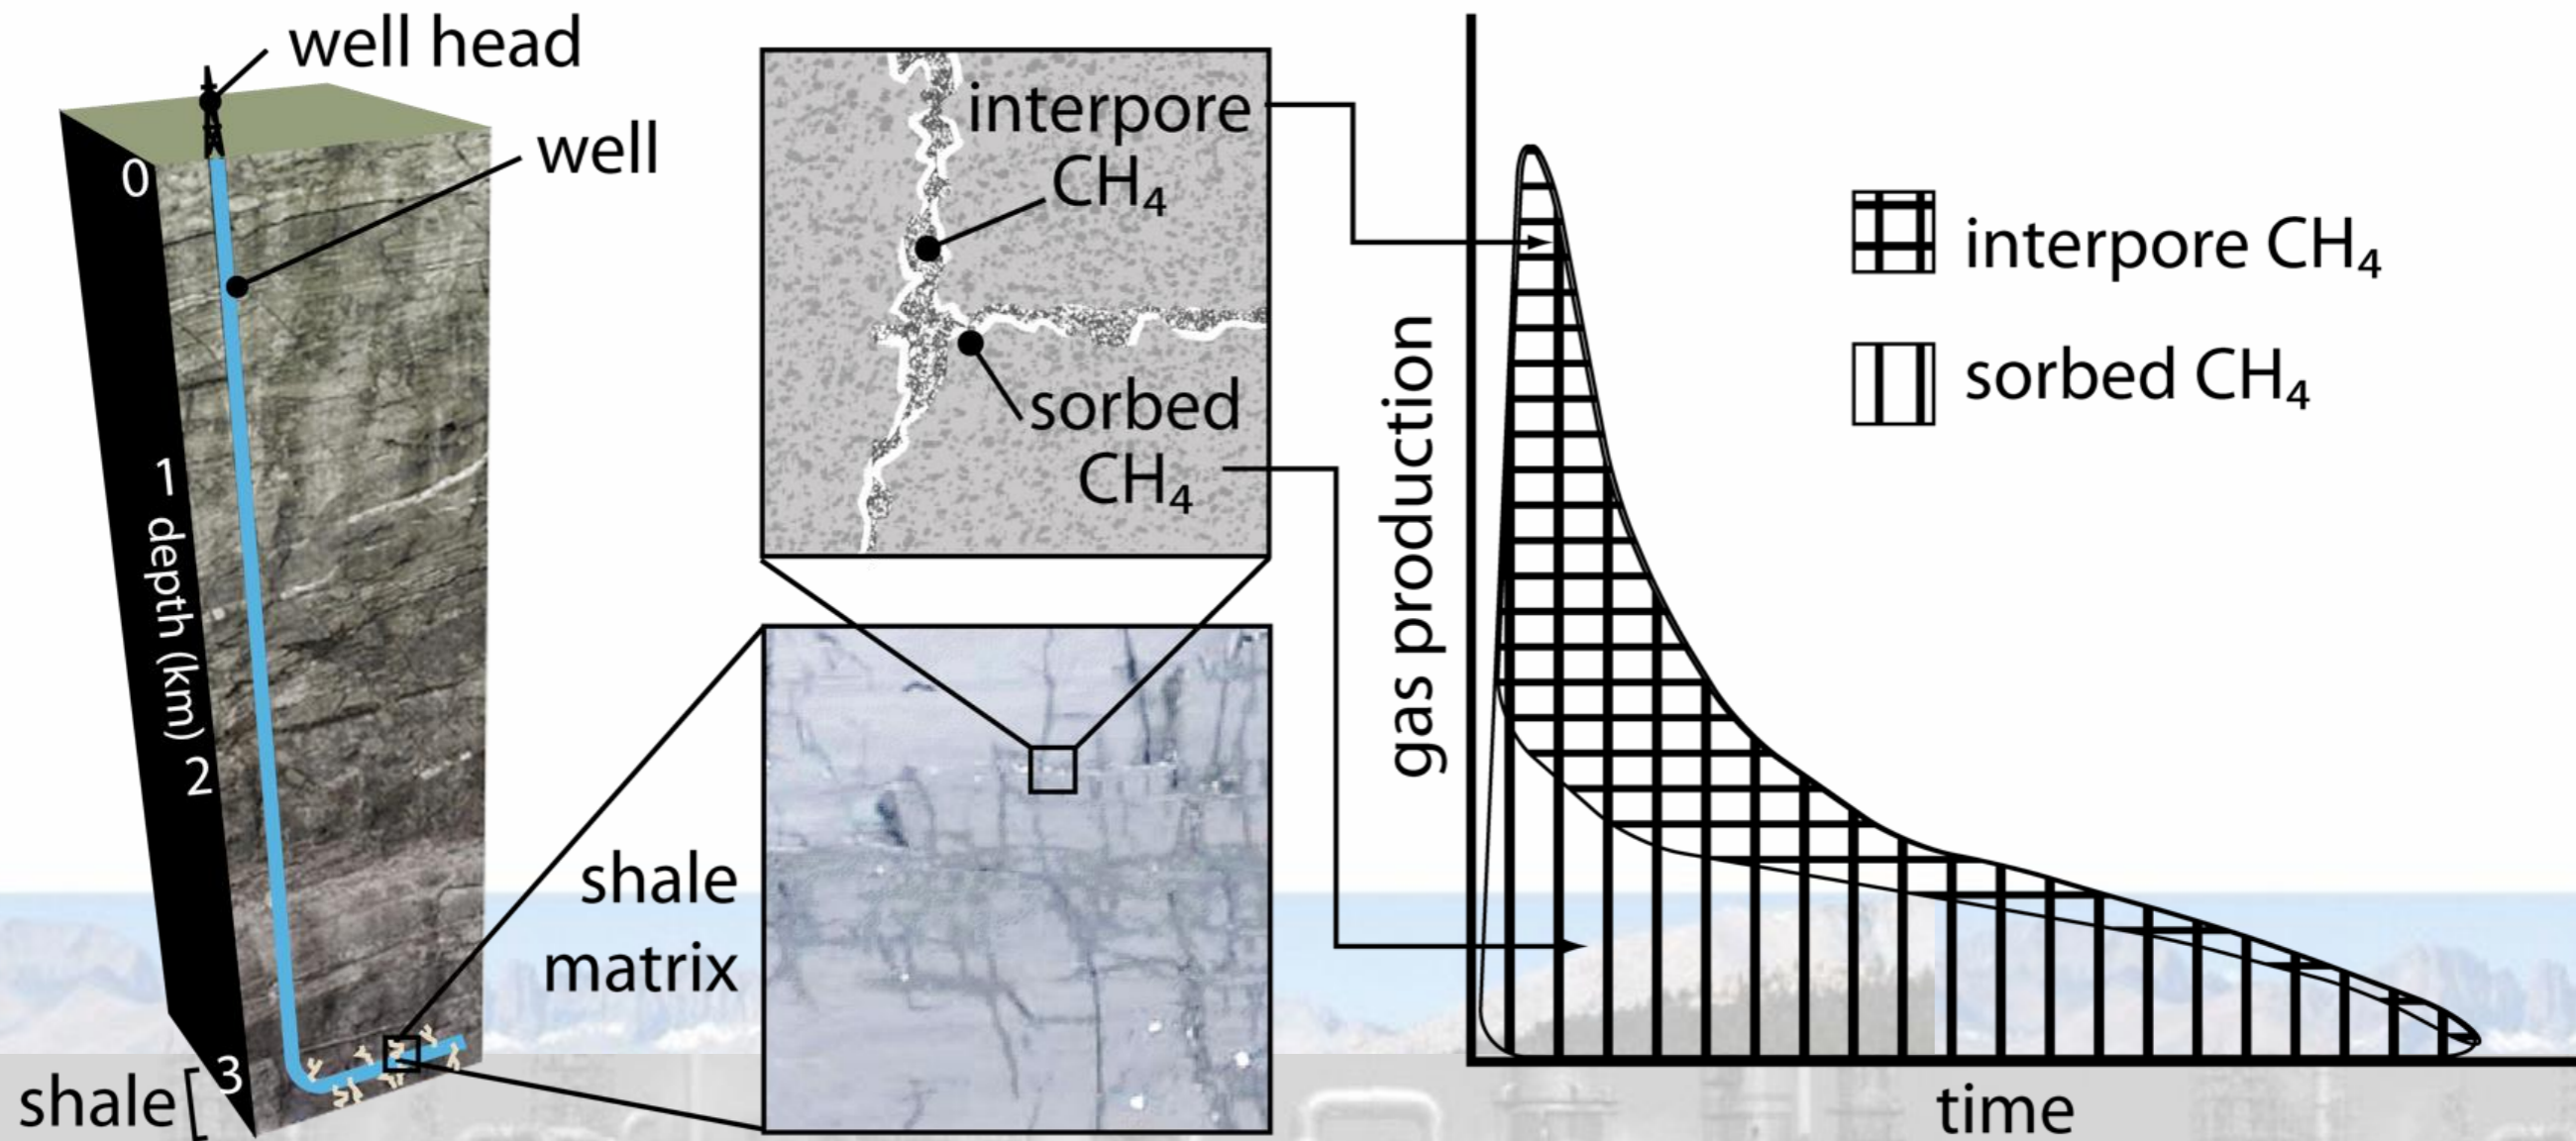 well head
well
0
1
depth (km)
2
3
shale
shale
matrix
interpore
CH₄
sorbed
CH₄
gas production
time
interpore CH₄
sorbed CH₄